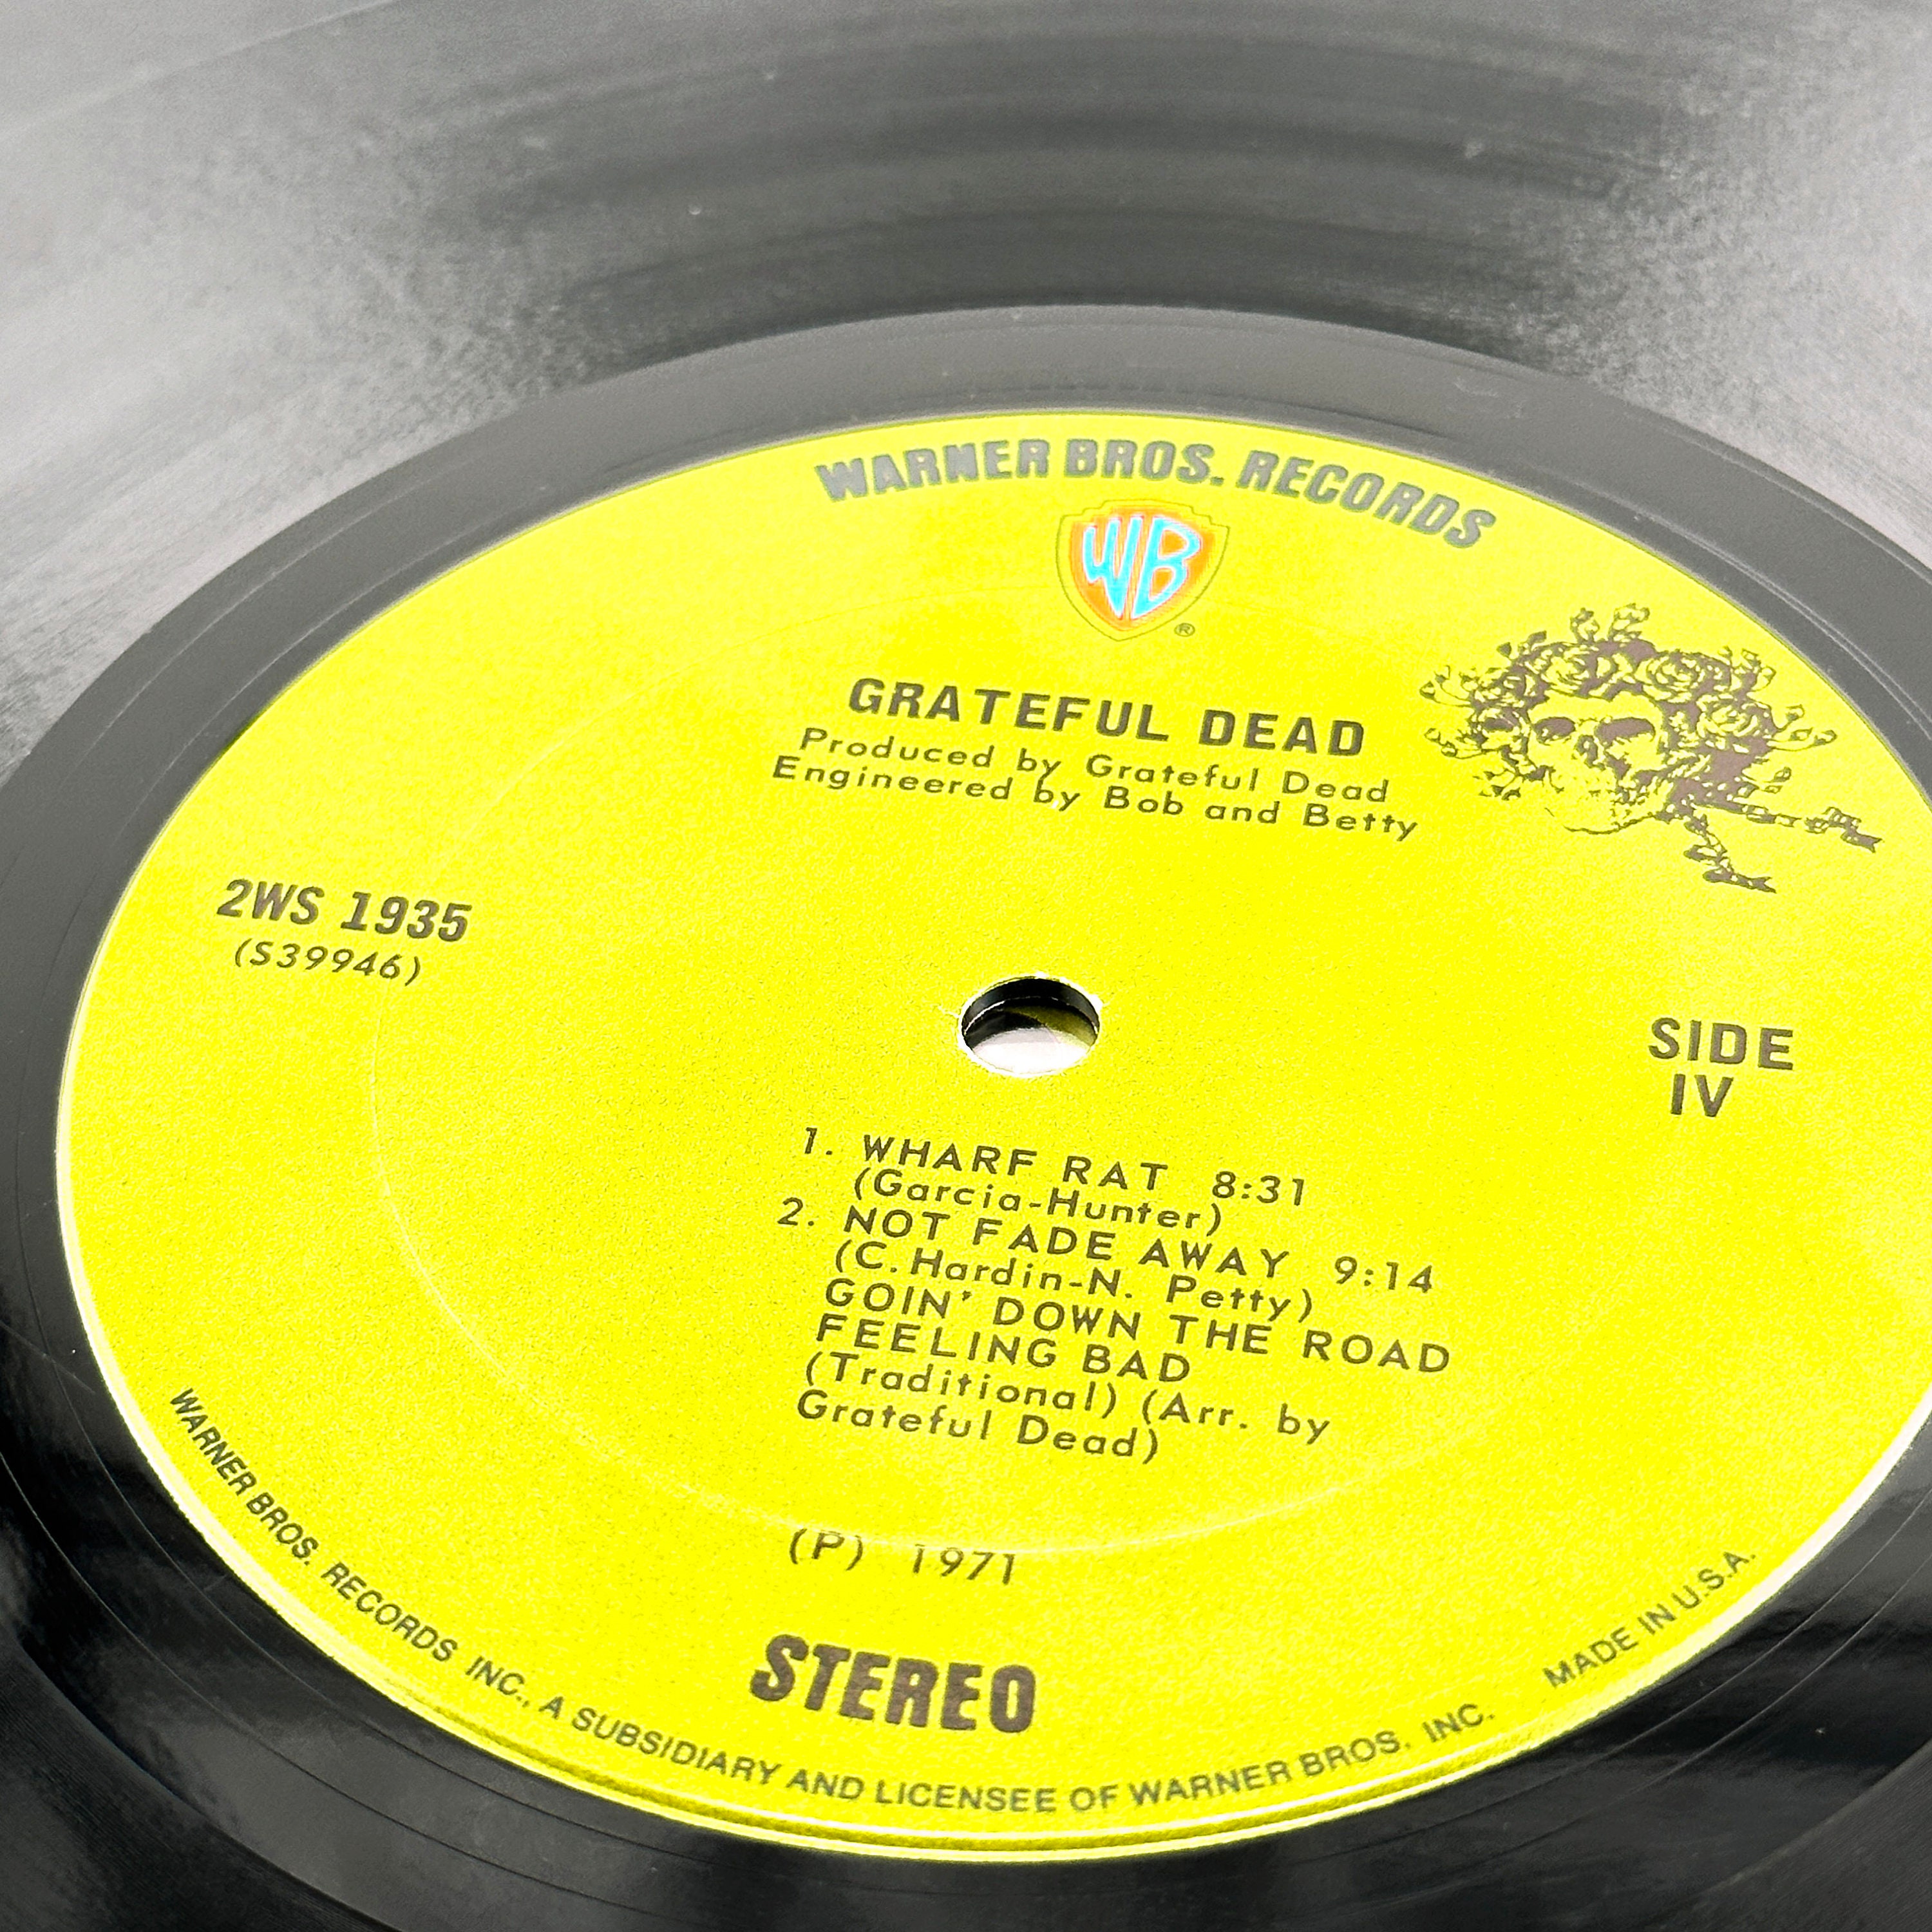 WARNER BROS. RECORDS
WB
®
GRATEFUL DEAD
Produced by Grateful Dead
Engineered by Bob and Betty
2WS 1935
(S39946)
SIDE
IV
1. WHARF RAT 8:31
(Garcia-Hunter)
2. NOT FADE AWAY 9:14
(C.Hardin-N. Petty)
GOIN' DOWN THE ROAD
FEELING BAD
(Traditional) (Arr. by
Grateful Dead)
(P) 1971
STEREO
WARNER BROS. RECORDS INC., A SUBSIDIARY AND LICENSEE OF WARNER BROS. INC. MADE IN U.S.A.